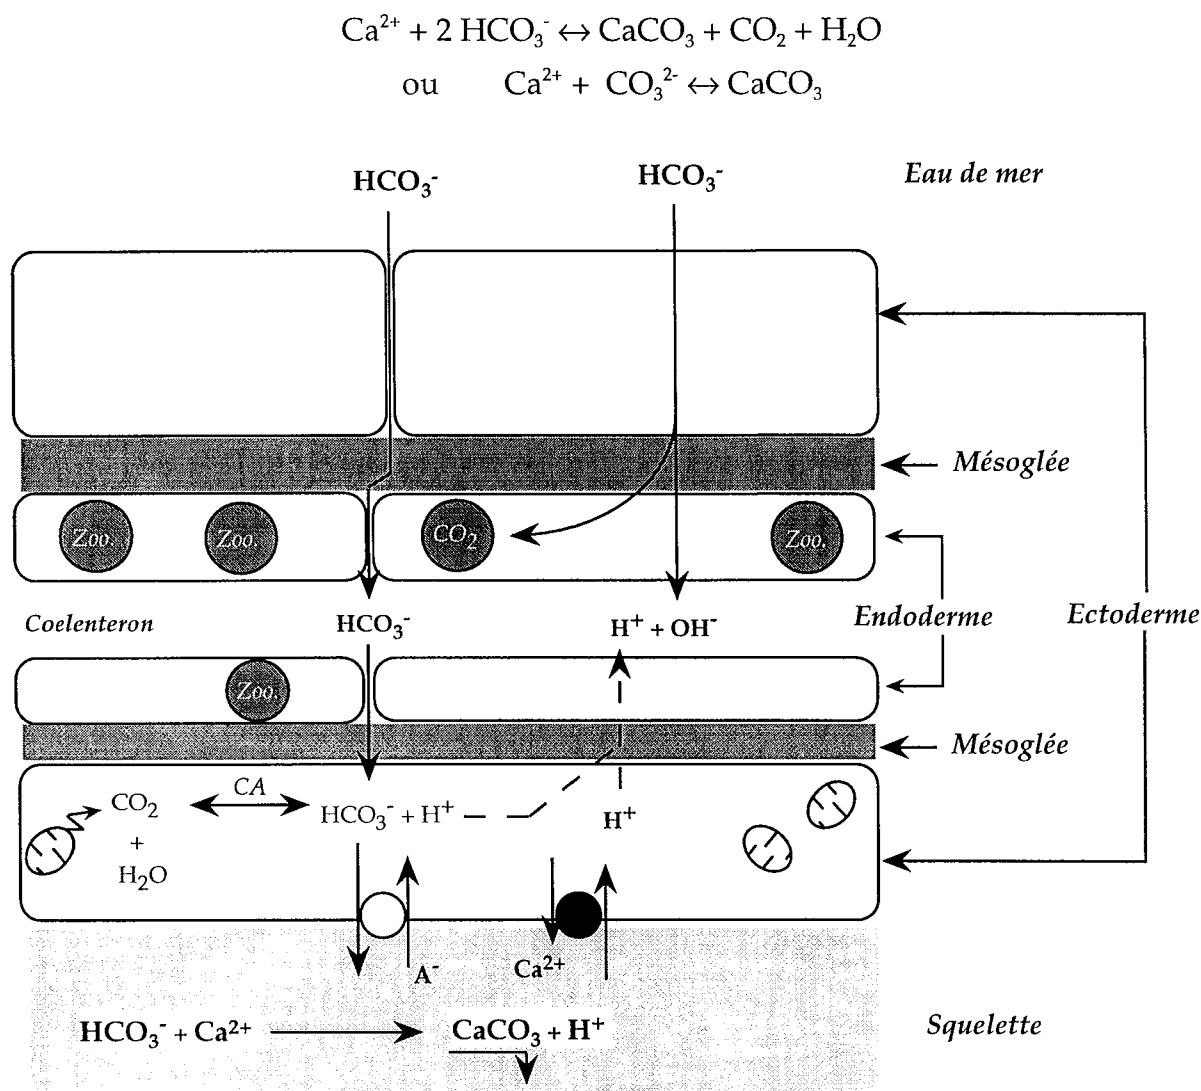 Ca²⁺ + 2 HCO₃⁻ ↔ CaCO₃ + CO₂ + H₂O
ou Ca²⁺ + CO₃²⁻ ↔ CaCO₃
HCO₃⁻ HCO₃⁻ Eau de mer
Mésoglée
Zoo. Zoo. CO₂ Zoo.
Coelenteron HCO₃⁻ H⁺ + OH⁻ Endoderme Ectoderme
Zoo.
Mésoglée
CO₂ CA HCO₃⁻ + H⁺ H⁺
+
H₂O
A⁻ Ca²⁺
HCO₃⁻ + Ca²⁺ → CaCO₃ + H⁺ Squelette